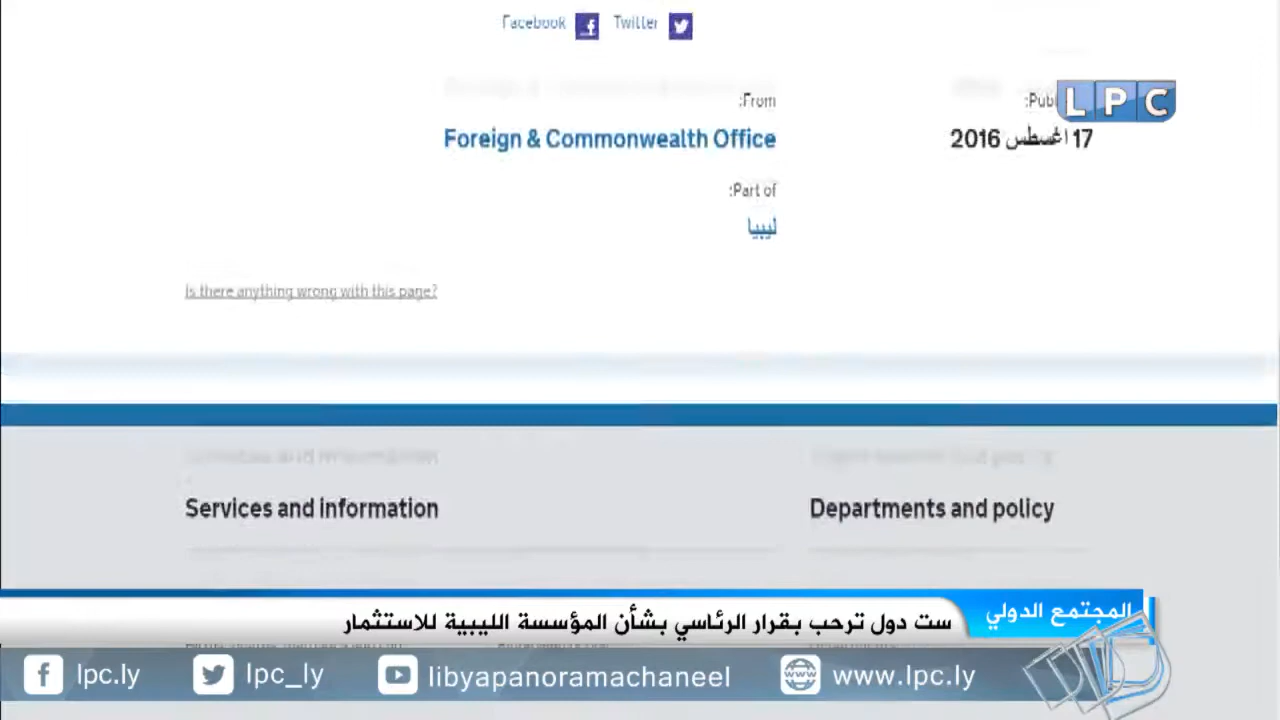 Facebook Twitter
LPC
From:
Publ
Foreign & Commonwealth Office
17 اغسطس 2016
Part of:
ليبيا
Is there anything wrong with this page?
Services and information
Departments and policy
المجتمع الدولي
ست دول ترحب بقرار الرئاسي بشأن المؤسسة الليبية للاستثمار
lpc.ly
lpc_ly
libyapanoramachaneel
www.lpc.ly